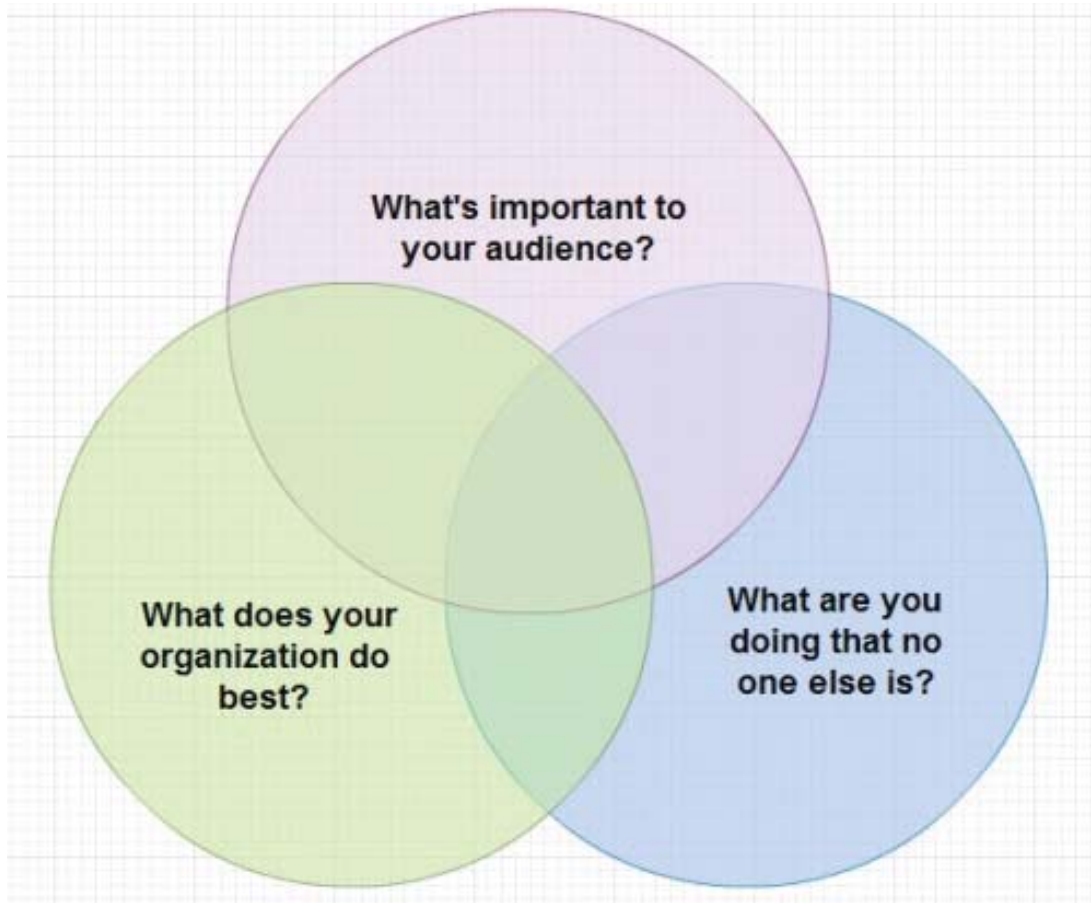 What's important to
your audience?
What does your
organization do
best?
What are you
doing that no
one else is?